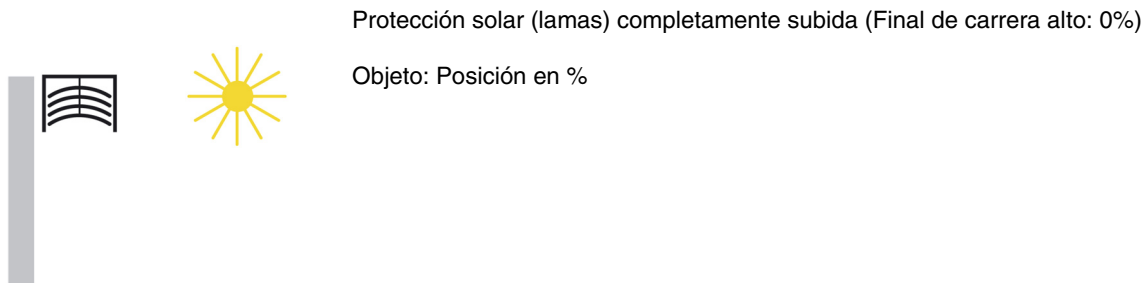 Protección solar (lamas) completamente subida (Final de carrera alto: 0%)
Objeto: Posición en %